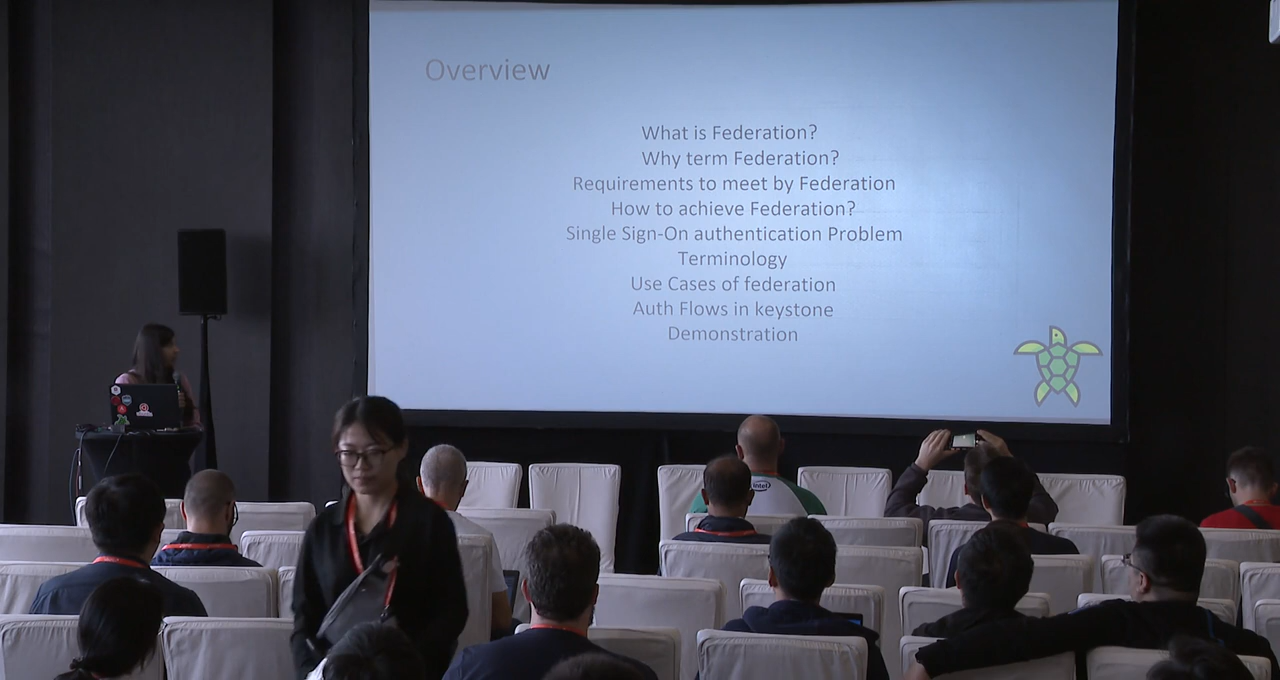 Overview
What is Federation?
Why term Federation?
Requirements to meet by Federation
How to achieve Federation?
Single Sign-On authentication Problem
Terminology
Use Cases of federation
Auth Flows in keystone
Demonstration
intel